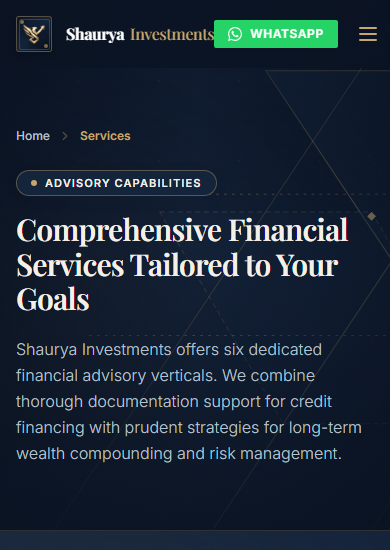 Shaurya Investments
WHATSAPP
Home > Services
ADVISORY CAPABILITIES
Comprehensive Financial
Services Tailored to Your
Goals
Shaurya Investments offers six dedicated
financial advisory verticals. We combine
thorough documentation support for credit
financing with prudent strategies for long-term
wealth compounding and risk management.